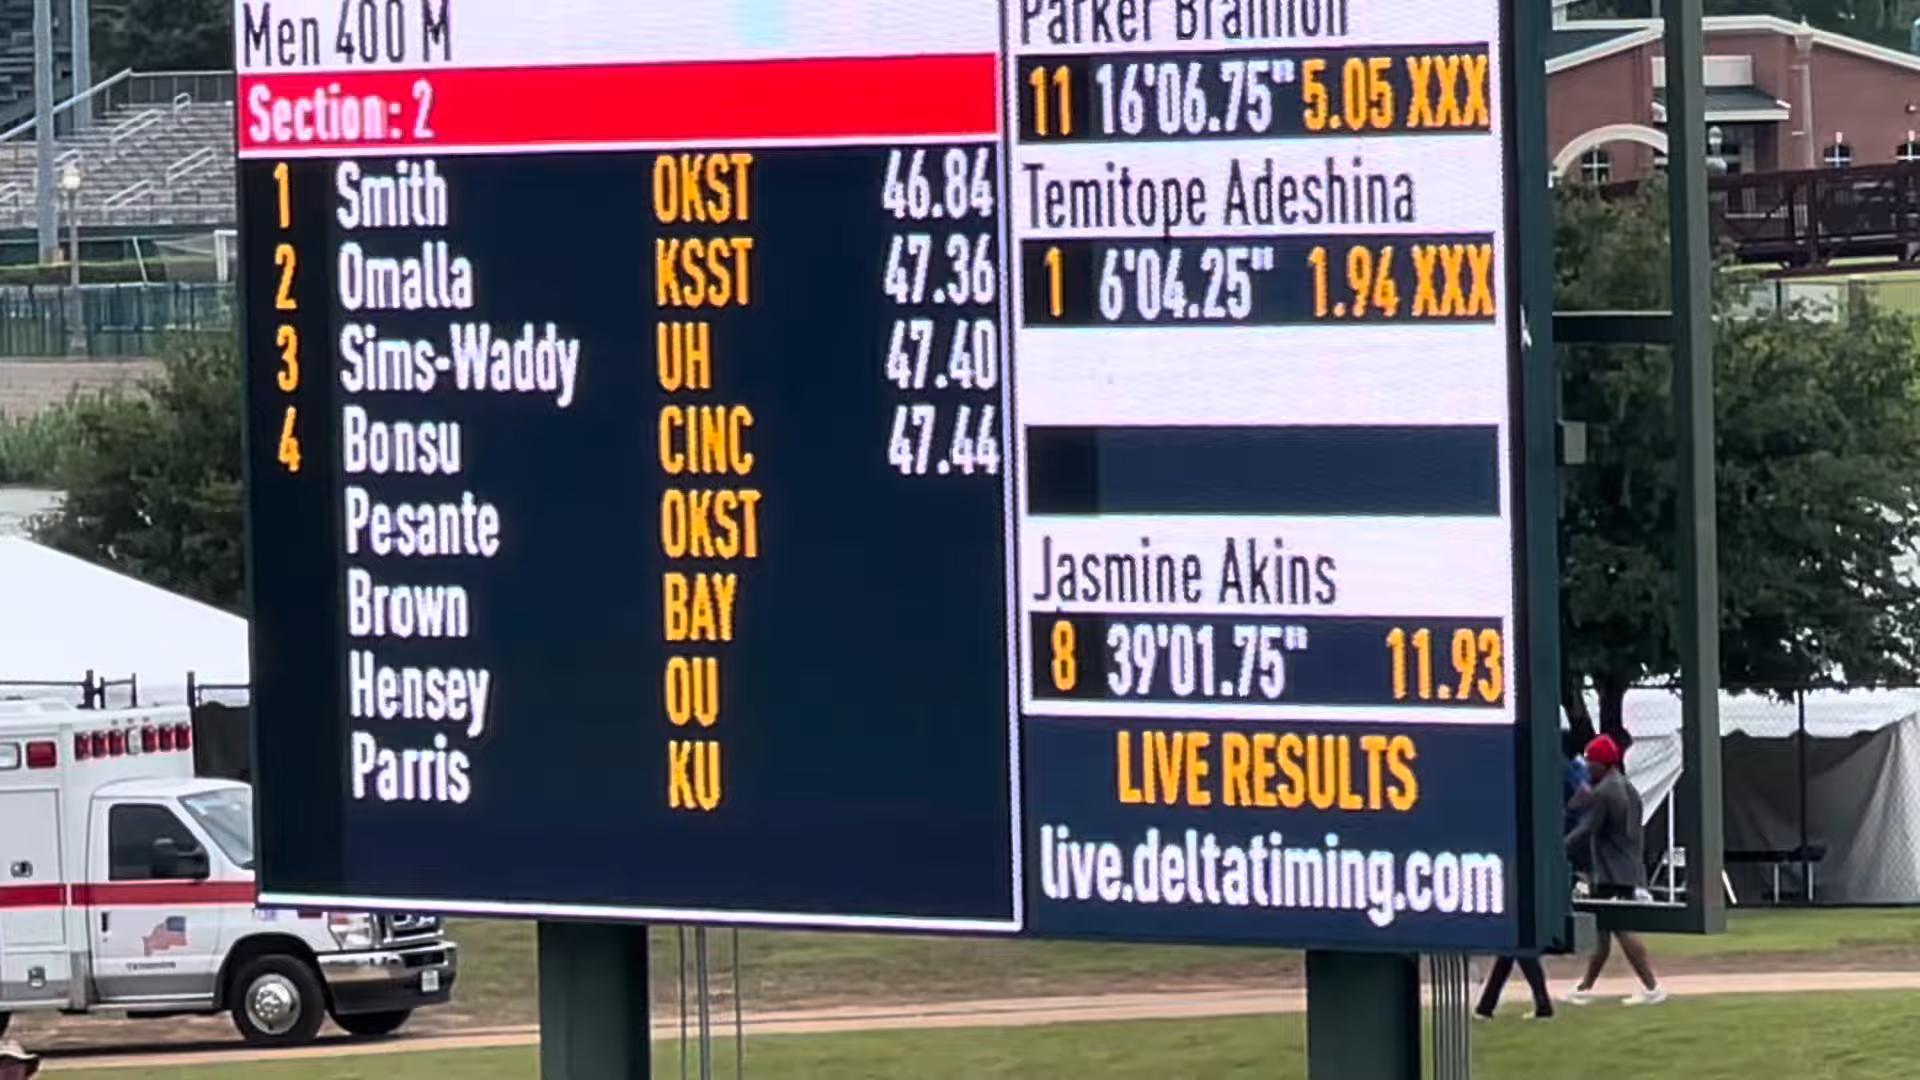 Men 400 M
Section: 2
1 Smith OKST 46.84
2 Omalla KSST 47.36
3 Sims-Waddy UH 47.40
4 Bonsu CINC 47.44
Pesante OKST
Brown BAY
Hensey OU
Parris KU
Parker Brannon
11 16'06.75" 5.05 XXX
Temitope Adeshina
1 6'04.25" 1.94 XXX
Jasmine Akins
8 39'01.75" 11.93
LIVE RESULTS
live.deltatiming.com